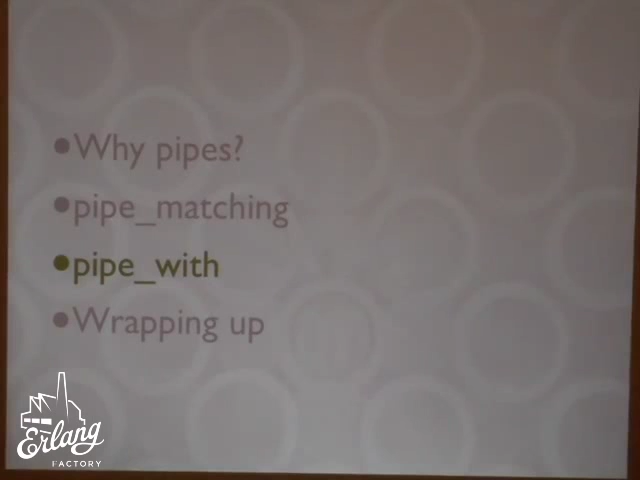 •Why pipes?
•pipe_matching
•pipe_with
•Wrapping up
Erlang
FACTORY